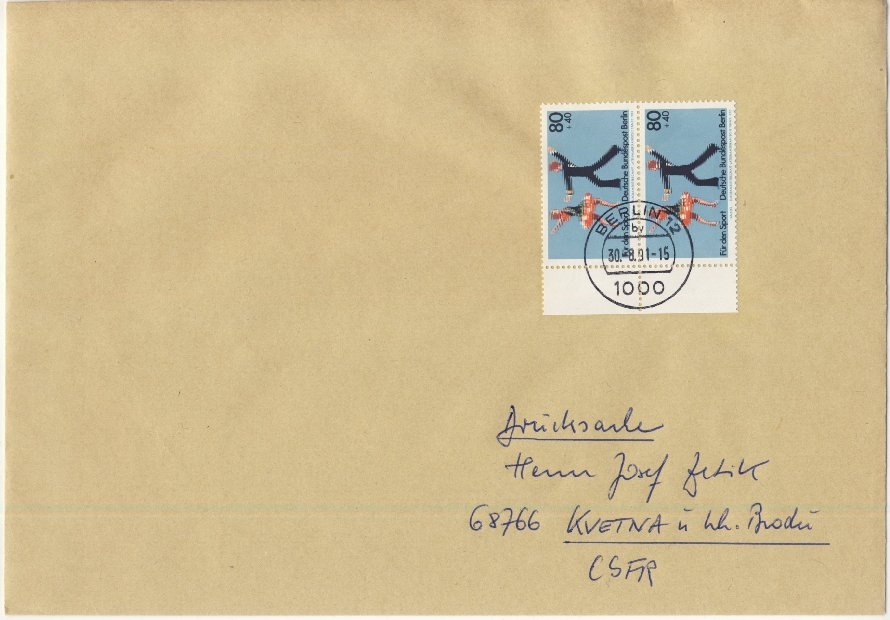 80
+ 40
Für den Sport Deutsche Bundespost Berlin
80
+ 40
Für den Sport Deutsche Bundespost Berlin
BERLIN 12
by
30.-8.91-15
1000
Drucksache
Herrn Josef
68766 KVETNA u Uh. Brodu
CSFR